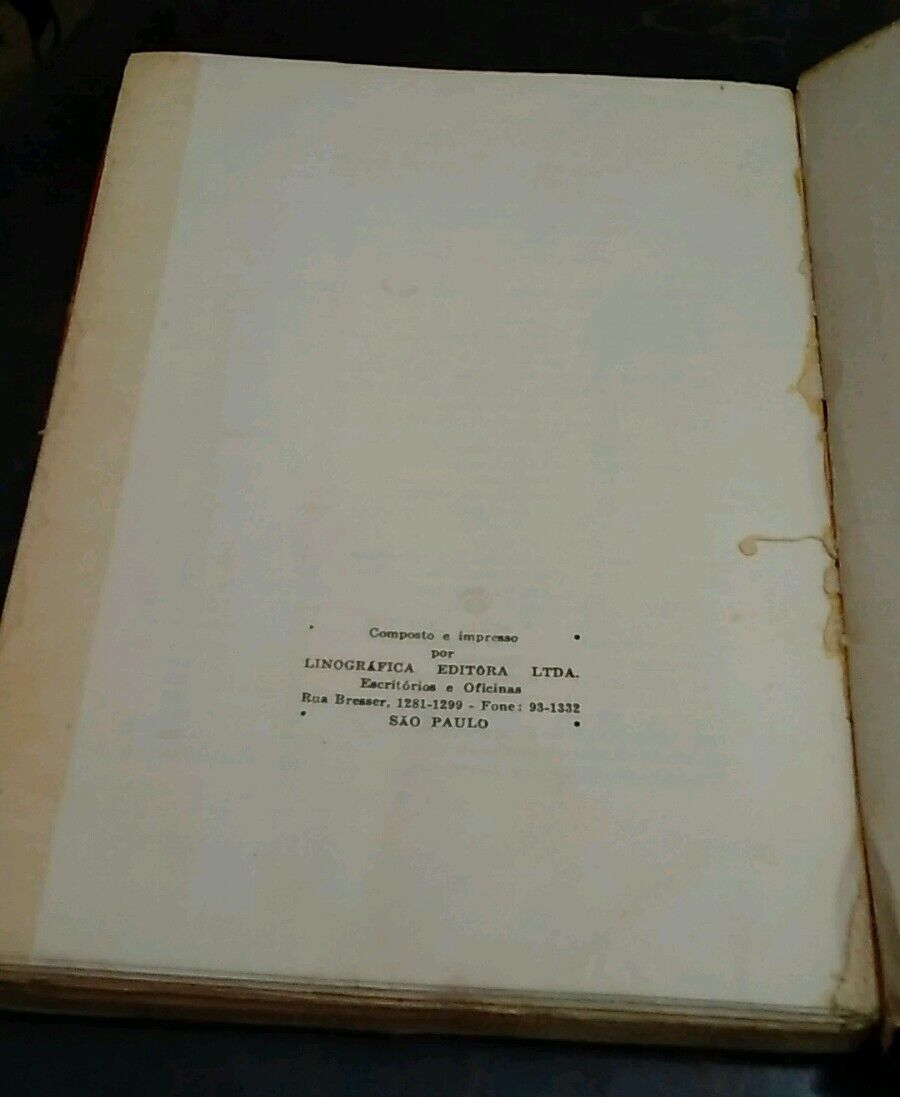 Composto e impresso
por
LINOGRÁFICA EDITÔRA LTDA.
Escritórios e Oficinas
Rua Bresser, 1281-1299 - Fone: 93-1332
SÃO PAULO